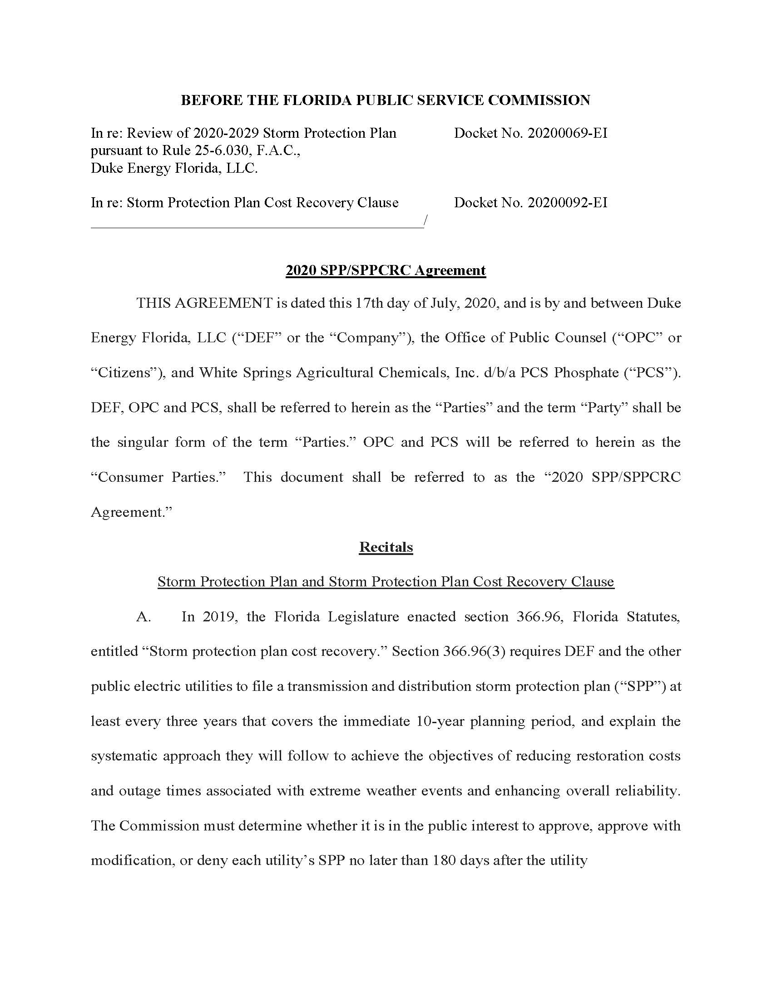 BEFORE THE FLORIDA PUBLIC SERVICE COMMISSION
In re: Review of 2020-2029 Storm Protection Plan Docket No. 20200069-EI
pursuant to Rule 25-6.030, F.A.C.,
Duke Energy Florida, LLC.
In re: Storm Protection Plan Cost Recovery Clause Docket No. 20200092-EI
/
2020 SPP/SPPCRC Agreement
THIS AGREEMENT is dated this 17th day of July, 2020, and is by and between Duke
Energy Florida, LLC (“DEF” or the “Company”), the Office of Public Counsel (“OPC” or
“Citizens”), and White Springs Agricultural Chemicals, Inc. d/b/a PCS Phosphate (“PCS”).
DEF, OPC and PCS, shall be referred to herein as the “Parties” and the term “Party” shall be
the singular form of the term “Parties.” OPC and PCS will be referred to herein as the
“Consumer Parties.” This document shall be referred to as the “2020 SPP/SPPCRC
Agreement.”
Recitals
Storm Protection Plan and Storm Protection Plan Cost Recovery Clause
A. In 2019, the Florida Legislature enacted section 366.96, Florida Statutes,
entitled “Storm protection plan cost recovery.” Section 366.96(3) requires DEF and the other
public electric utilities to file a transmission and distribution storm protection plan (“SPP”) at
least every three years that covers the immediate 10-year planning period, and explain the
systematic approach they will follow to achieve the objectives of reducing restoration costs
and outage times associated with extreme weather events and enhancing overall reliability.
The Commission must determine whether it is in the public interest to approve, approve with
modification, or deny each utility’s SPP no later than 180 days after the utility